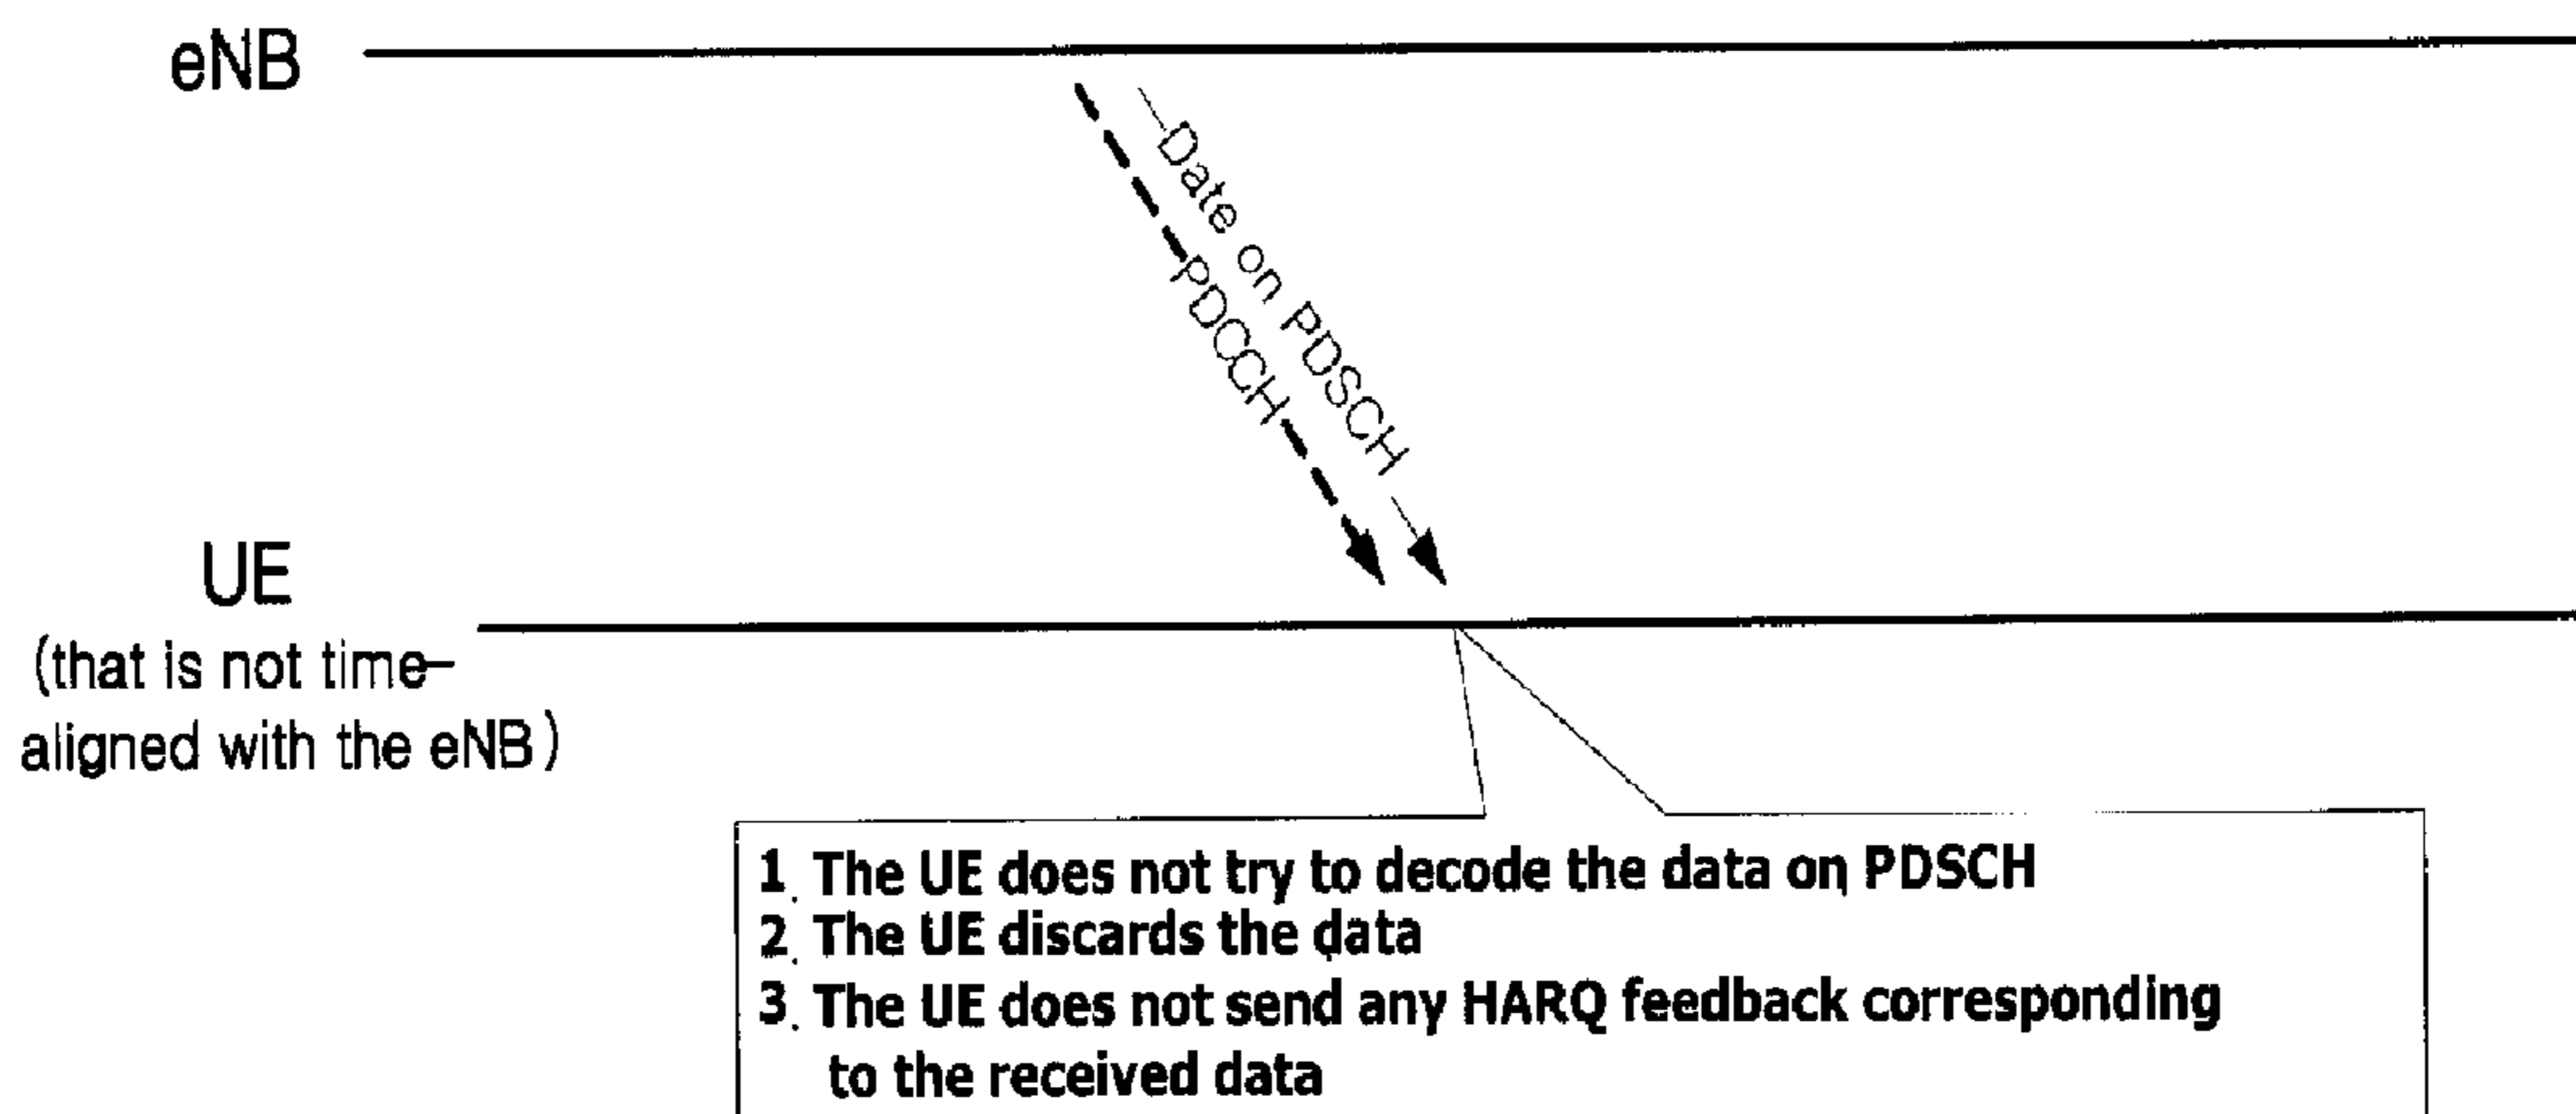 eNB
Date on PDSCH
PDCCH
UE
(that is not time-
aligned with the eNB)
1. The UE does not try to decode the data on PDSCH
2. The UE discards the data
3. The UE does not send any HARQ feedback corresponding
to the received data